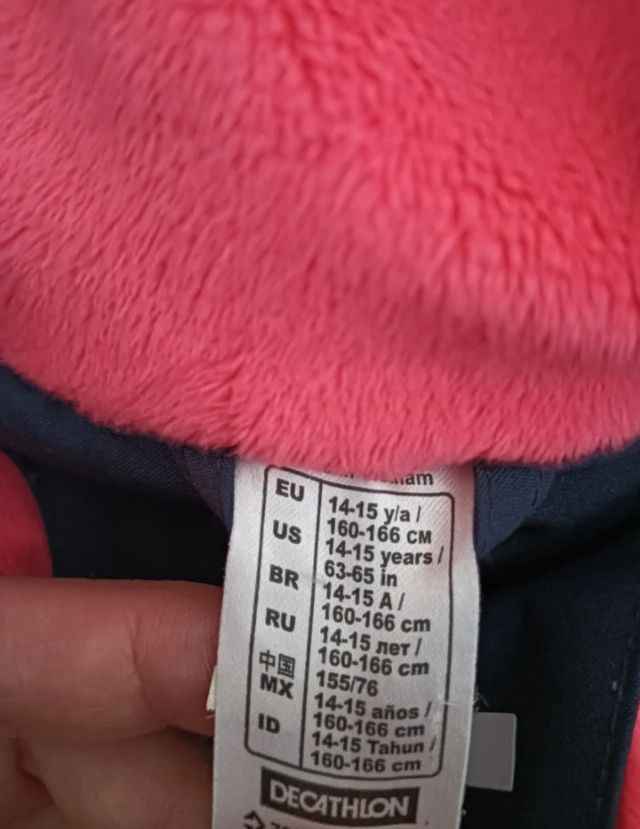 EU 14-15 y/a /
160-166 CM
US 14-15 years /
63-65 in
BR 14-15 A /
160-166 cm
RU 14-15 лет /
160-166 cm
中国 155/76
MX 14-15 años /
160-166 cm
ID 14-15 Tahun /
160-166 cm
DECATHLON